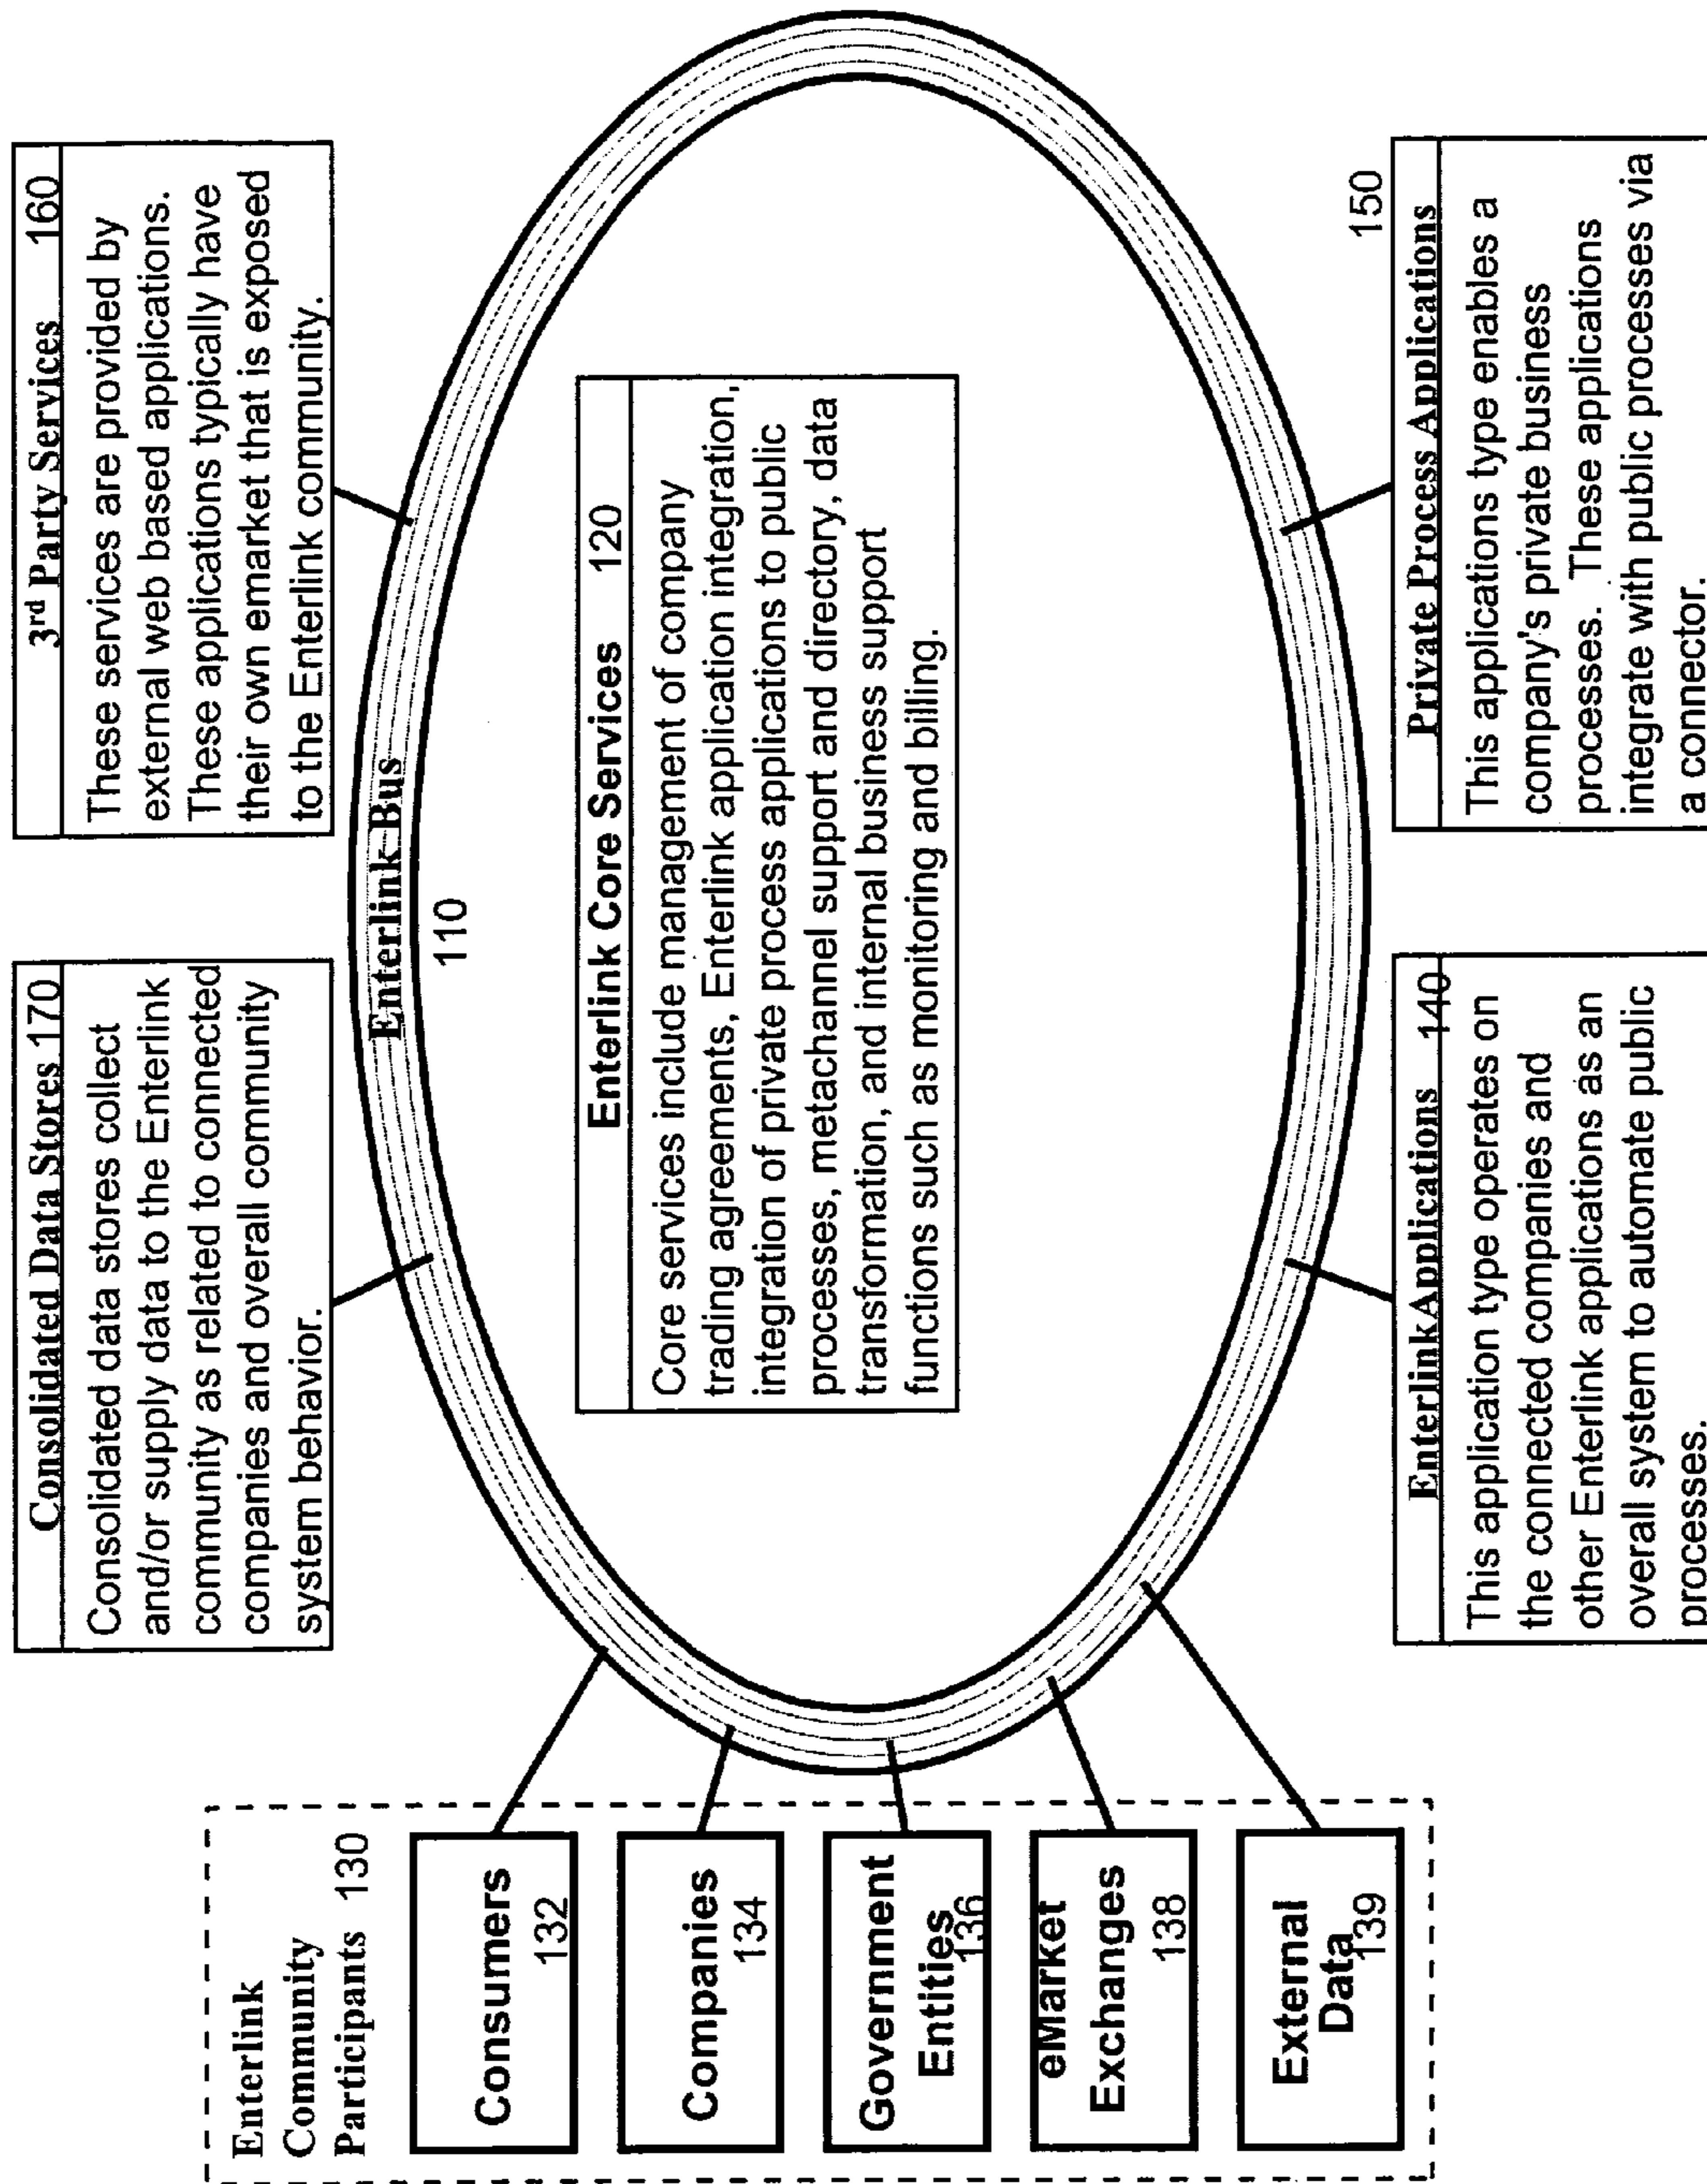 Enterlink
Community
Participants 130
Consumers
132
Companies
134
Government
Entities
136
eMarket
Exchanges
138
External
Data
139
Consolidated Data Stores 170
Consolidated data stores collect
and/or supply data to the Enterlink
community as related to connected
companies and overall community
system behavior.
3rd Party Services 160
These services are provided by
external web based applications.
These applications typically have
their own emarket that is exposed
to the Enterlink community.
Enterlink Bus
110
Enterlink Core Services 120
Core services include management of company
trading agreements, Enterlink application integration,
integration of private process applications to public
processes, metachannel support and directory, data
transformation, and internal business support
functions such as monitoring and billing.
Enterlink Applications 140
This application type operates on
the connected companies and
other Enterlink applications as an
overall system to automate public
processes.
150
Private Process Applications
This applications type enables a
company's private business
processes. These applications
integrate with public processes via
a connector.